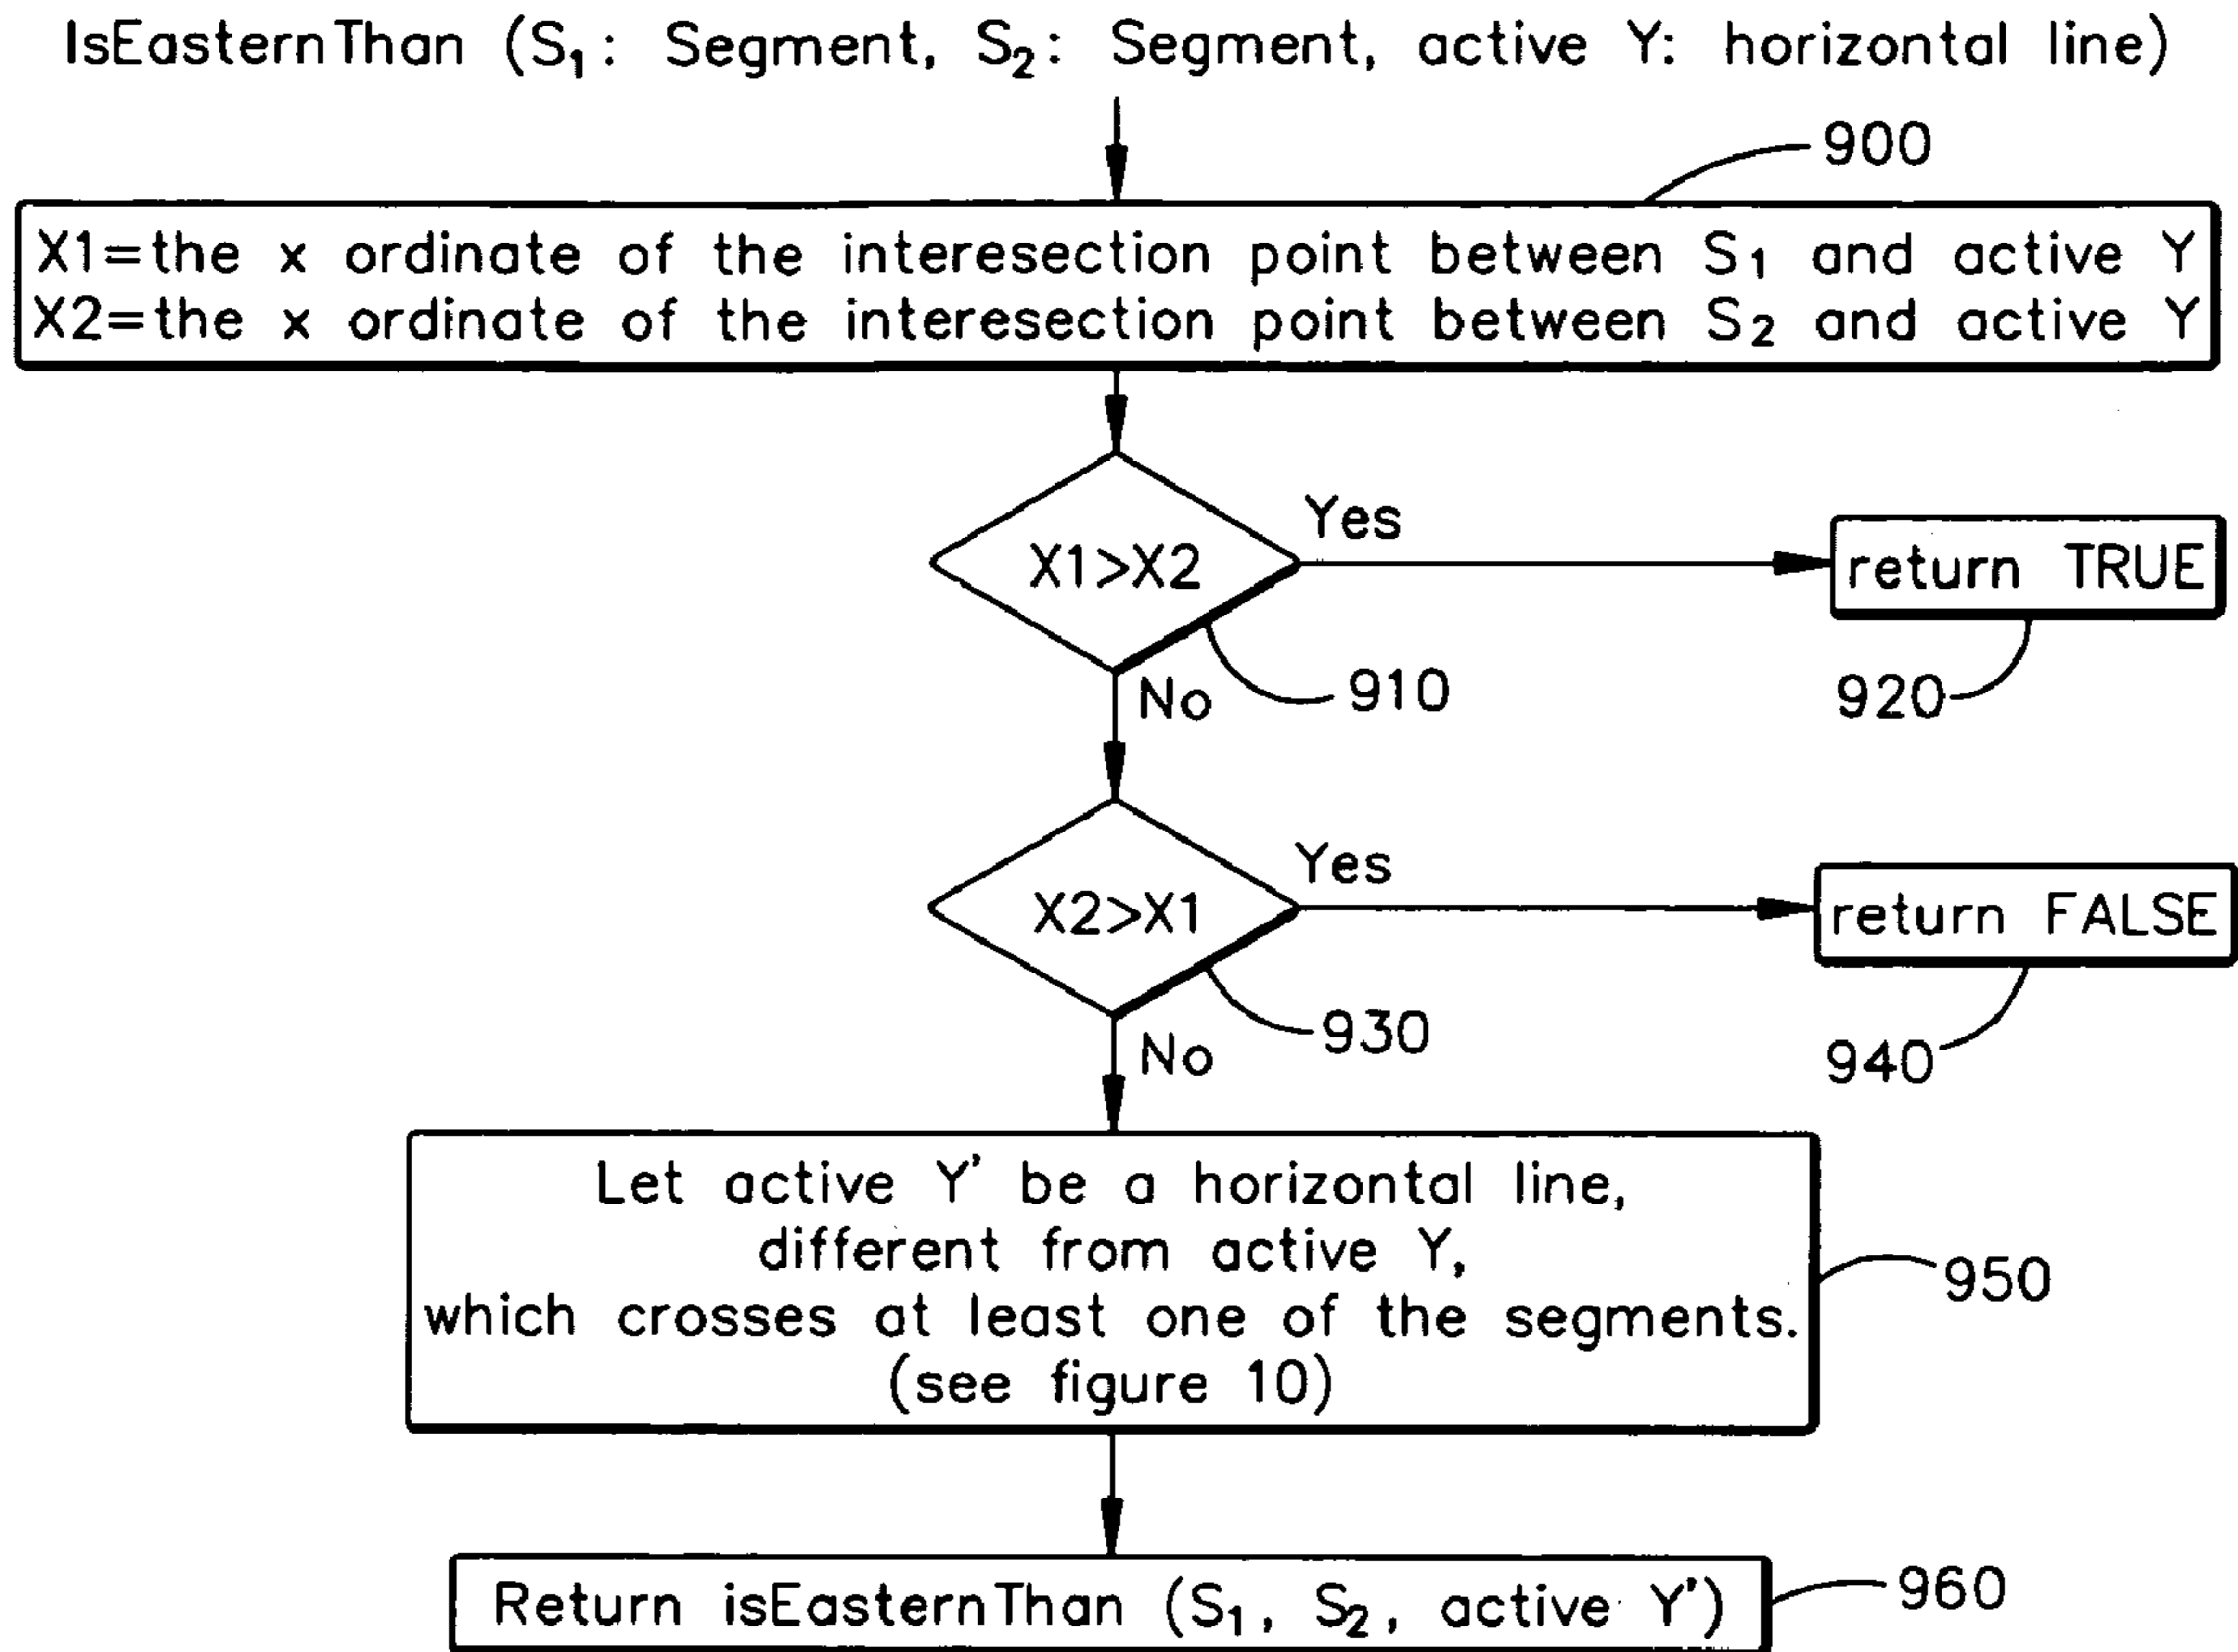 IsEasternThan (S₁: Segment, S₂: Segment, active Y: horizontal line)
900
X1=the x ordinate of the interesection point between S₁ and active Y
X2=the x ordinate of the interesection point between S₂ and active Y
X1>X2
Yes
return TRUE
910
920
No
X2>X1
Yes
return FALSE
930
940
No
Let active Y' be a horizontal line,
different from active Y,
which crosses at least one of the segments.
(see figure 10)
950
Return isEasternThan (S₁, S₂, active Y')
960